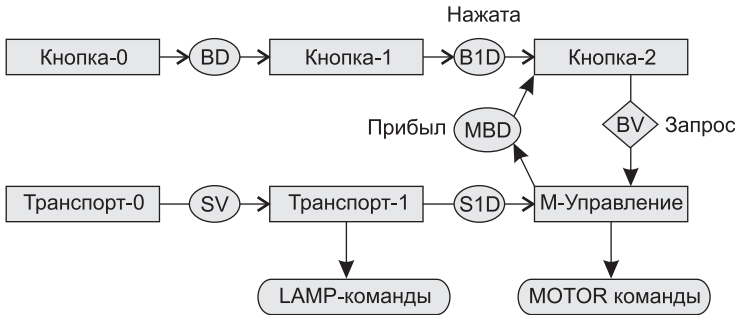 Нажата
Кнопка-0
BD
Кнопка-1
B1D
Кнопка-2
Прибыл
MBD
BV
Запрос
Транспорт-0
SV
Транспорт-1
S1D
М-Управление
LAMP-команды
MOTOR команды